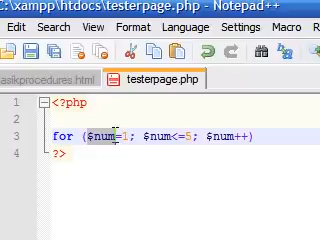 C:\xampp\htdocs\testerpage.php - Notepad++
Edit Search View Format Language Settings
asikprocedures.html testerpage.php
1 <?php
2
3 for ($num=1; $num<=5; $num++)
4 ?>